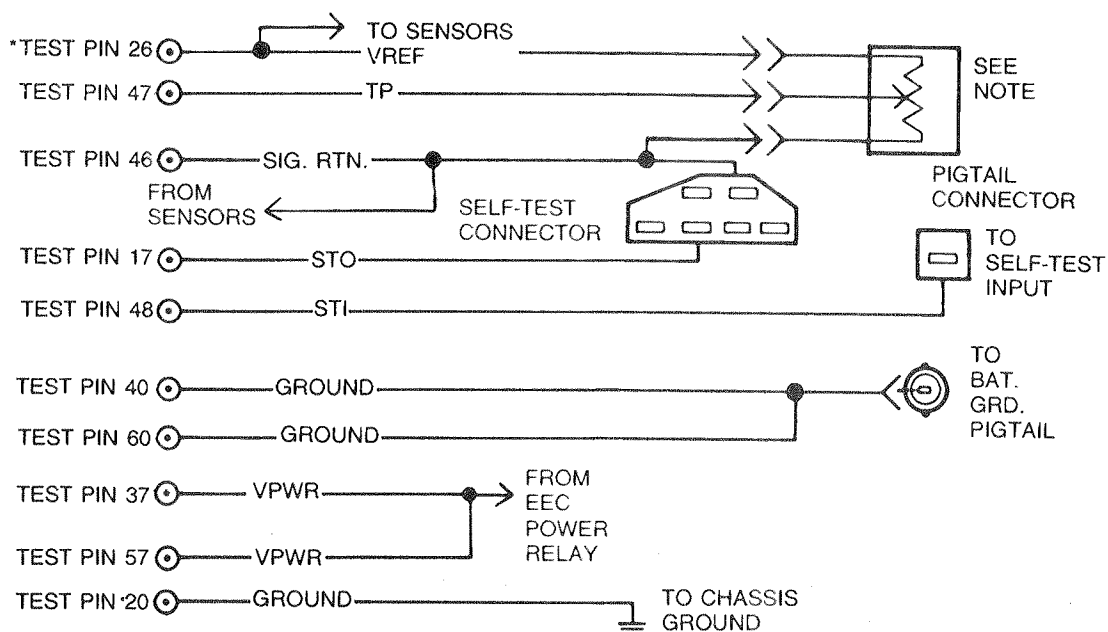 *TEST PIN 26
TO SENSORS
VREF
SEE
NOTE
TEST PIN 47
TP
TEST PIN 46
SIG. RTN.
FROM
SENSORS
SELF-TEST
CONNECTOR
PIGTAIL
CONNECTOR
TEST PIN 17
STO
TO
SELF-TEST
INPUT
TEST PIN 48
STI
TEST PIN 40
GROUND
TO
BAT.
GRD.
PIGTAIL
TEST PIN 60
GROUND
TEST PIN 37
VPWR
FROM
EEC
POWER
RELAY
TEST PIN 57
VPWR
TEST PIN 20
GROUND
TO CHASSIS
GROUND